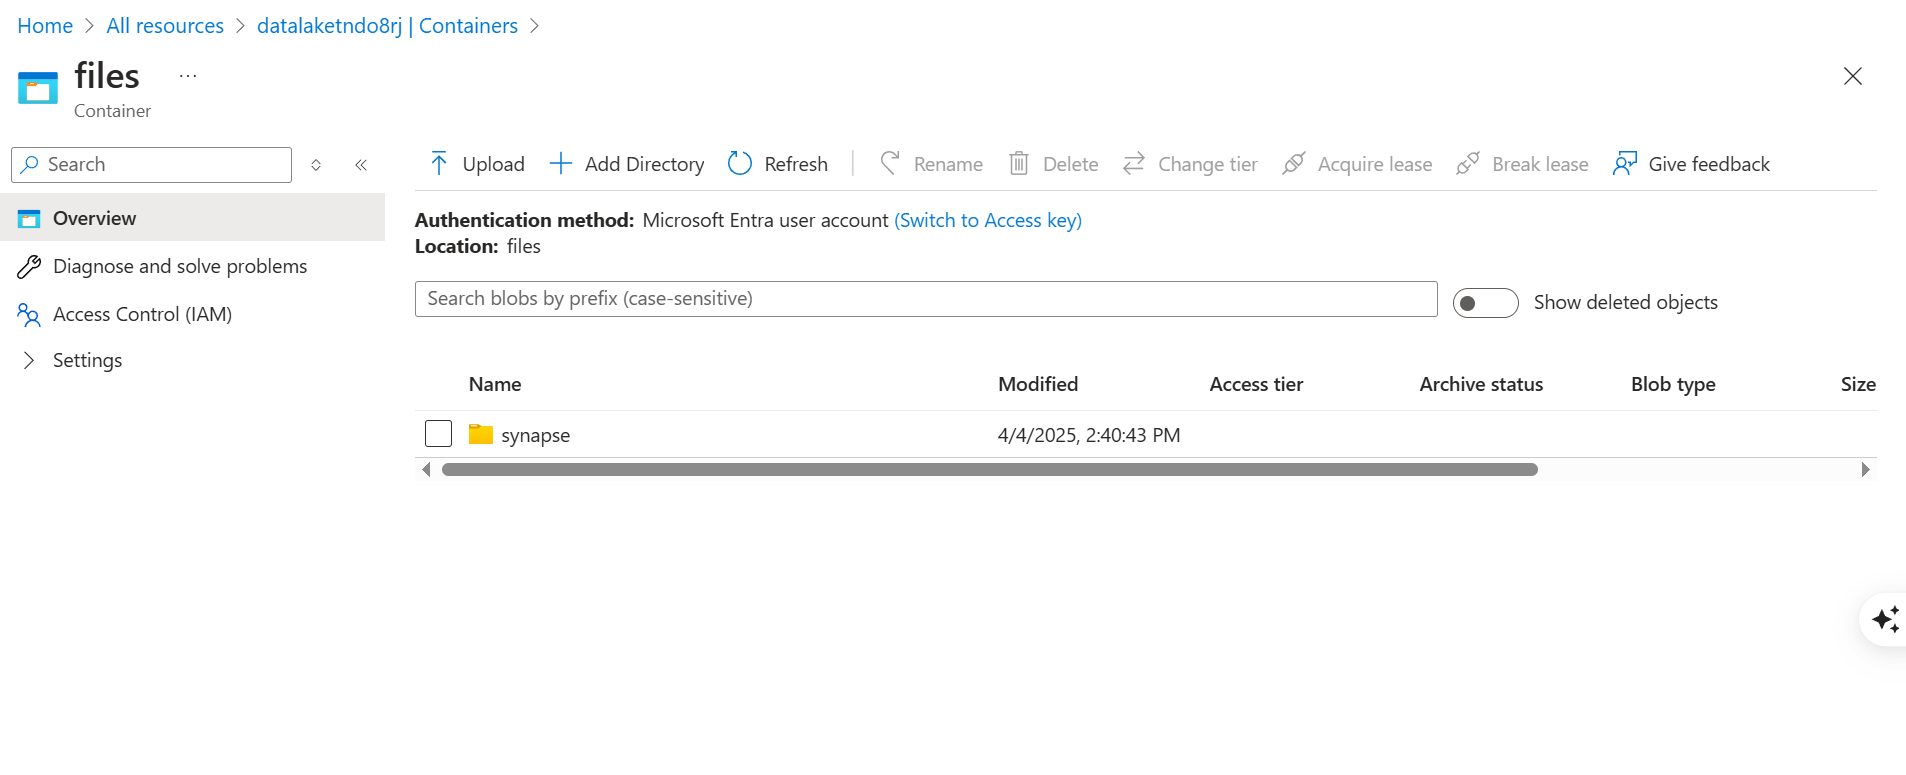 Home > All resources > datalaketndo8rj | Containers >
files ...
Container
Search
Overview
Diagnose and solve problems
Access Control (IAM)
Settings
Upload Add Directory Refresh Rename Delete Change tier Acquire lease Break lease Give feedback
Authentication method: Microsoft Entra user account (Switch to Access key)
Location: files
Search blobs by prefix (case-sensitive)
Show deleted objects
Name Modified Access tier Archive status Blob type Size
synapse 4/4/2025, 2:40:43 PM